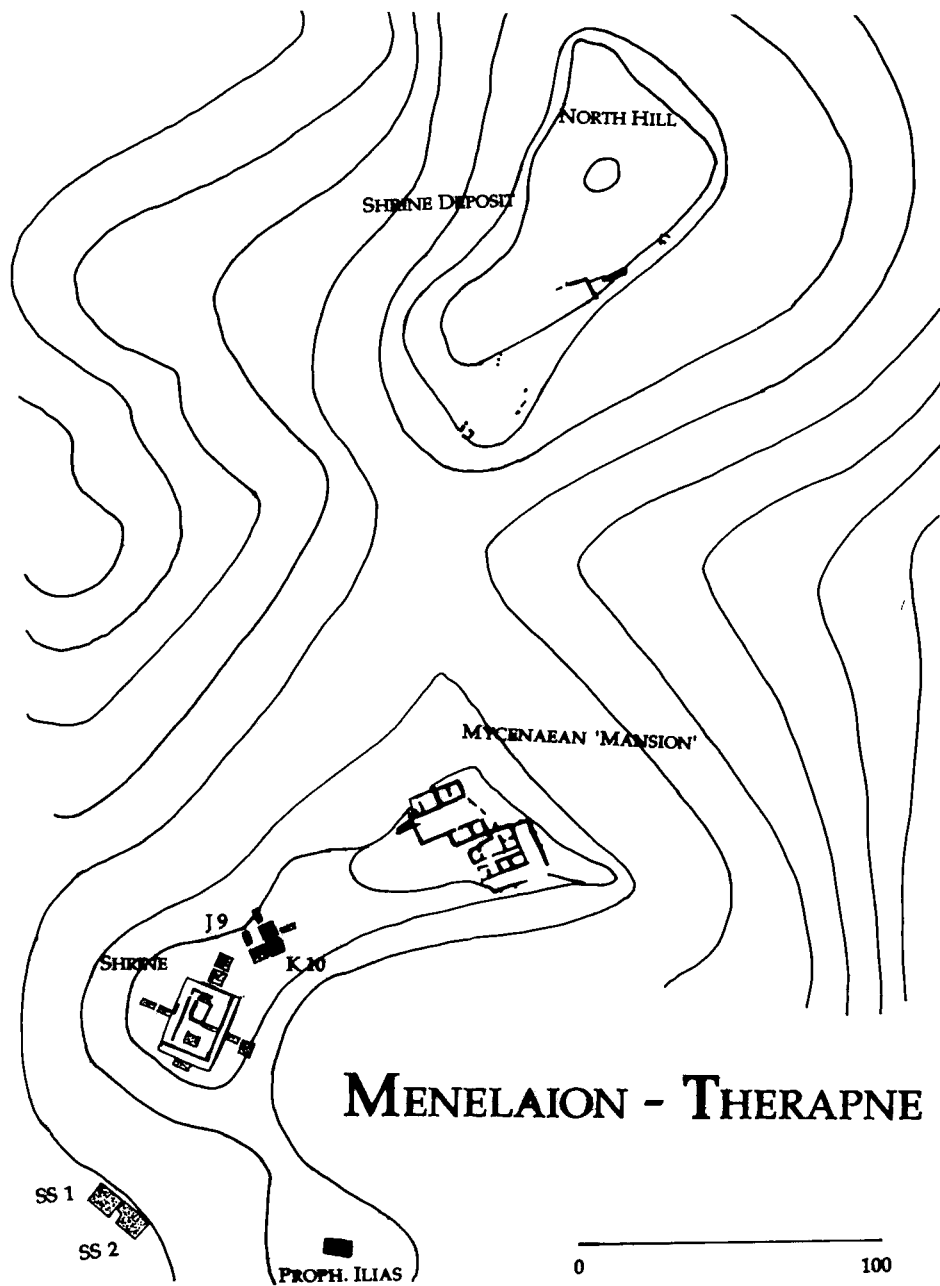 NORTH HILL
SHRINE DEPOSIT
MYCENAEAN 'MANSION'
J 9
K 10
SHRINE
MENELAION - THERAPNE
SS 1
SS 2
PROPH. ILIAS
0 100